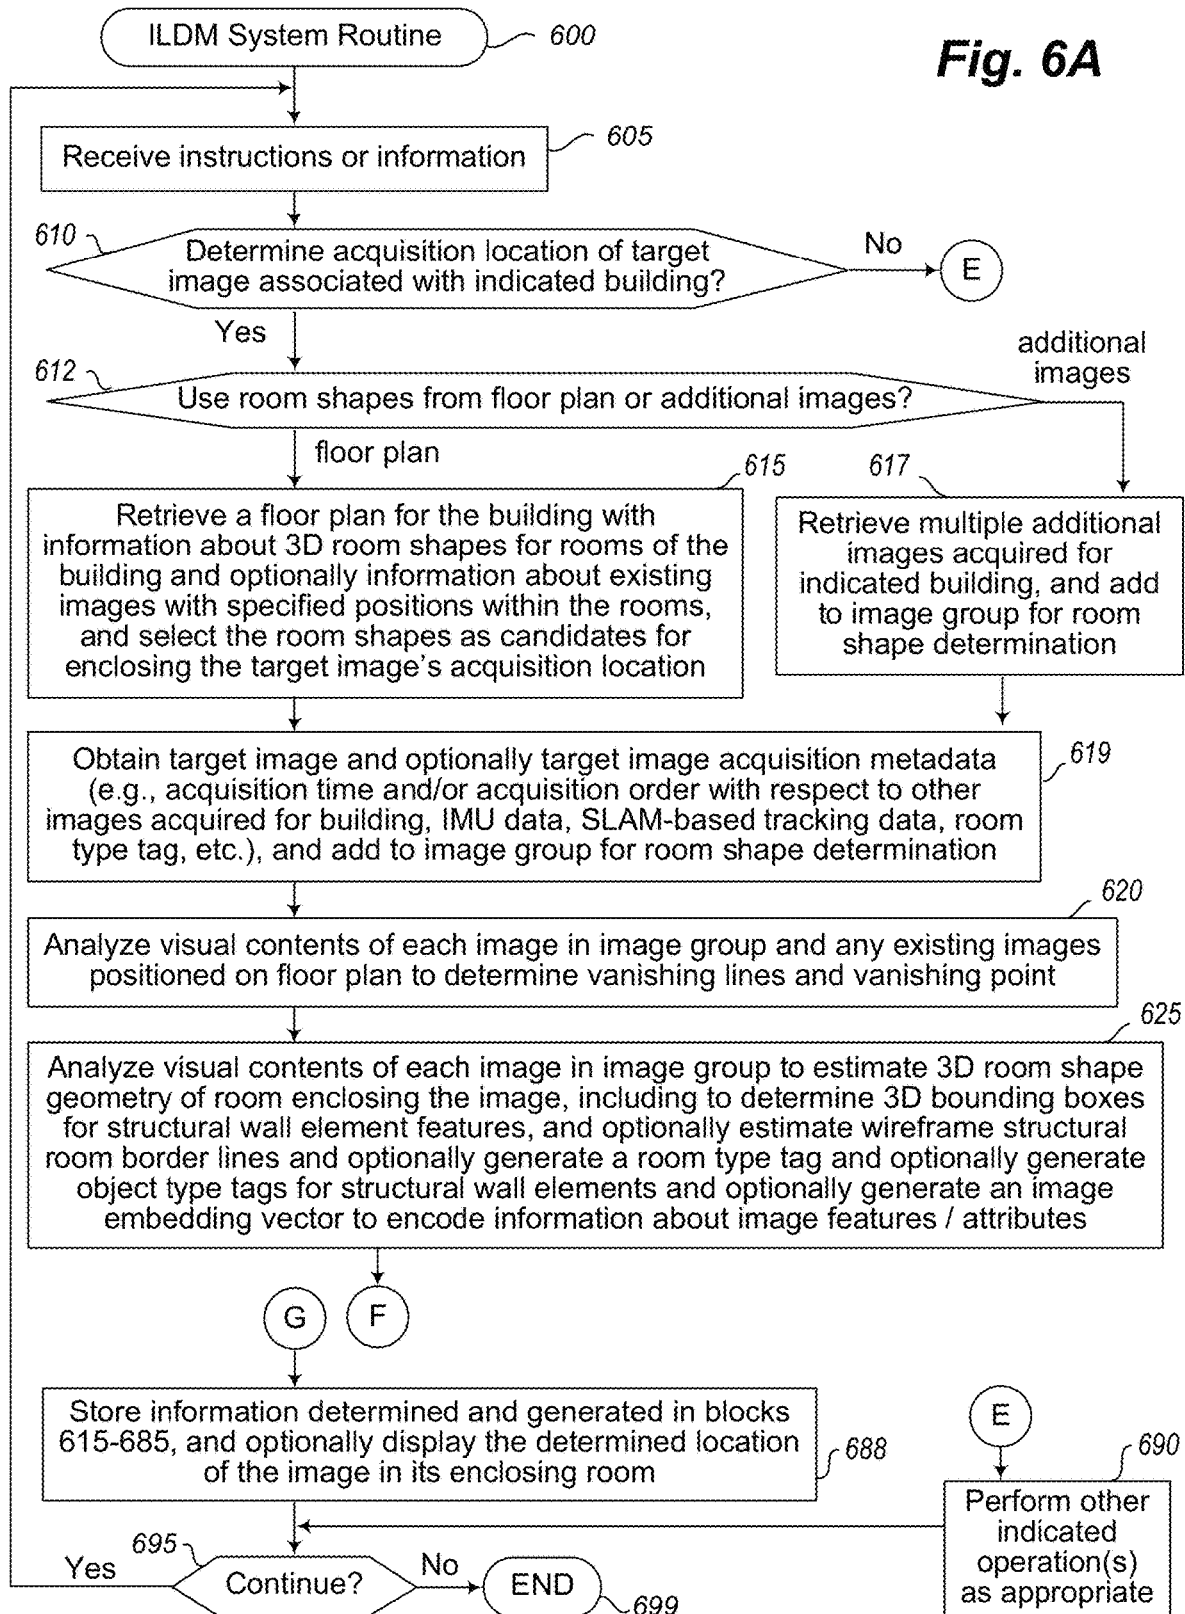 ILDM System Routine
600
Fig. 6A
Receive instructions or information
605
610
Determine acquisition location of target
image associated with indicated building?
No
E
Yes
612
Use room shapes from floor plan or additional images?
additional
images
floor plan
615
Retrieve a floor plan for the building with
information about 3D room shapes for rooms of the
building and optionally information about existing
images with specified positions within the rooms,
and select the room shapes as candidates for
enclosing the target image's acquisition location
617
Retrieve multiple additional
images acquired for
indicated building, and add
to image group for room
shape determination
619
Obtain target image and optionally target image acquisition metadata
(e.g., acquisition time and/or acquisition order with respect to other
images acquired for building, IMU data, SLAM-based tracking data, room
type tag, etc.), and add to image group for room shape determination
620
Analyze visual contents of each image in image group and any existing images
positioned on floor plan to determine vanishing lines and vanishing point
625
Analyze visual contents of each image in image group to estimate 3D room shape
geometry of room enclosing the image, including to determine 3D bounding boxes
for structural wall element features, and optionally estimate wireframe structural
room border lines and optionally generate a room type tag and optionally generate
object type tags for structural wall elements and optionally generate an image
embedding vector to encode information about image features / attributes
G
F
Store information determined and generated in blocks
615-685, and optionally display the determined location
of the image in its enclosing room
688
E
690
Perform other
indicated
operation(s)
as appropriate
695
Yes
Continue?
No
END
699